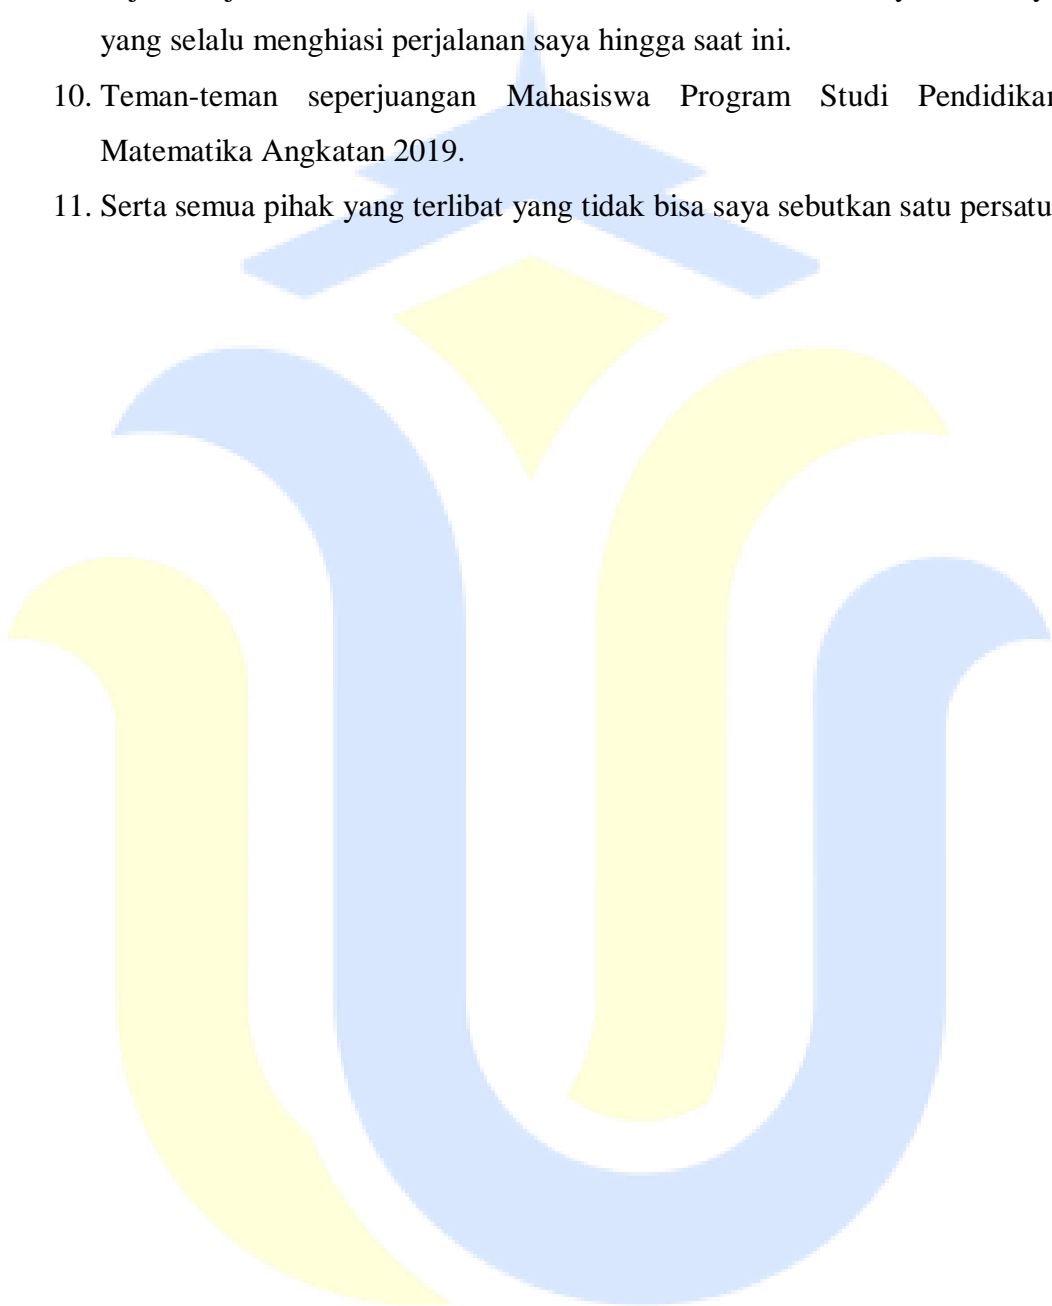 yang selalu menghiasi perjalanan saya hingga saat ini.
10. Teman-teman seperjuangan Mahasiswa Program Studi Pendidikan
Matematika Angkatan 2019.
11. Serta semua pihak yang terlibat yang tidak bisa saya sebutkan satu persatu